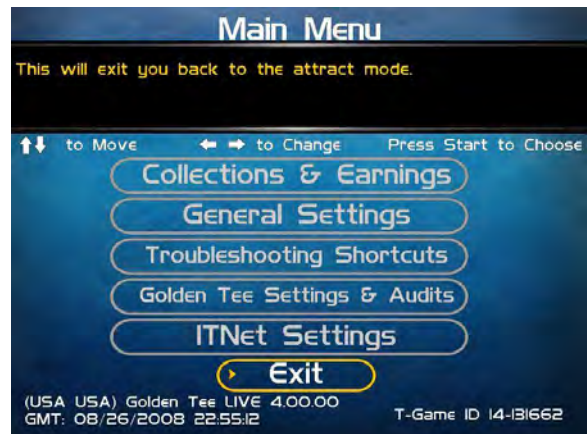 Main Menu
This will exit you back to the attract mode.
to Move to Change Press Start to Choose
Collections & Earnings
General Settings
Troubleshooting Shortcuts
Golden Tee Settings & Audits
ITNet Settings
Exit
(USA USA) Golden Tee LIVE 4.00.00
GMT: 08/26/2008 22:55:12
T-Game ID 14-131662